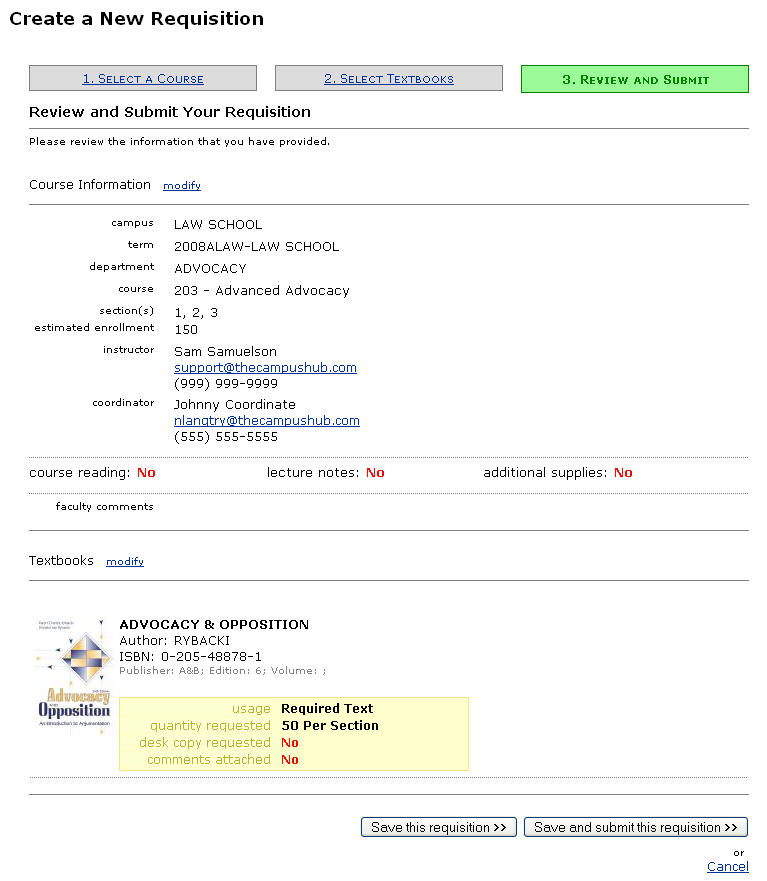 Create a New Requisition
1. Select a Course
2. Select Textbooks
3. Review and Submit
Review and Submit Your Requisition
Please review the information that you have provided.
Course Information modify
campus LAW SCHOOL
term 2008ALAW-LAW SCHOOL
department ADVOCACY
course 203 - Advanced Advocacy
section(s) 1, 2, 3
estimated enrollment 150
instructor Sam Samuelson
support@thecampushub.com
(999) 999-9999
coordinator Johnny Coordinate
nlangtry@thecampushub.com
(555) 555-5555
course reading: No lecture notes: No additional supplies: No
faculty comments
Textbooks modify
Advocacy
Opposition
An Introduction to Argumentation
ADVOCACY & OPPOSITION
Author: RYBACKI
ISBN: 0-205-48878-1
Publisher: A&B; Edition: 6; Volume: ;
usage Required Text
quantity requested 50 Per Section
desk copy requested No
comments attached No
Save this requisition >> Save and submit this requisition >>
or
Cancel